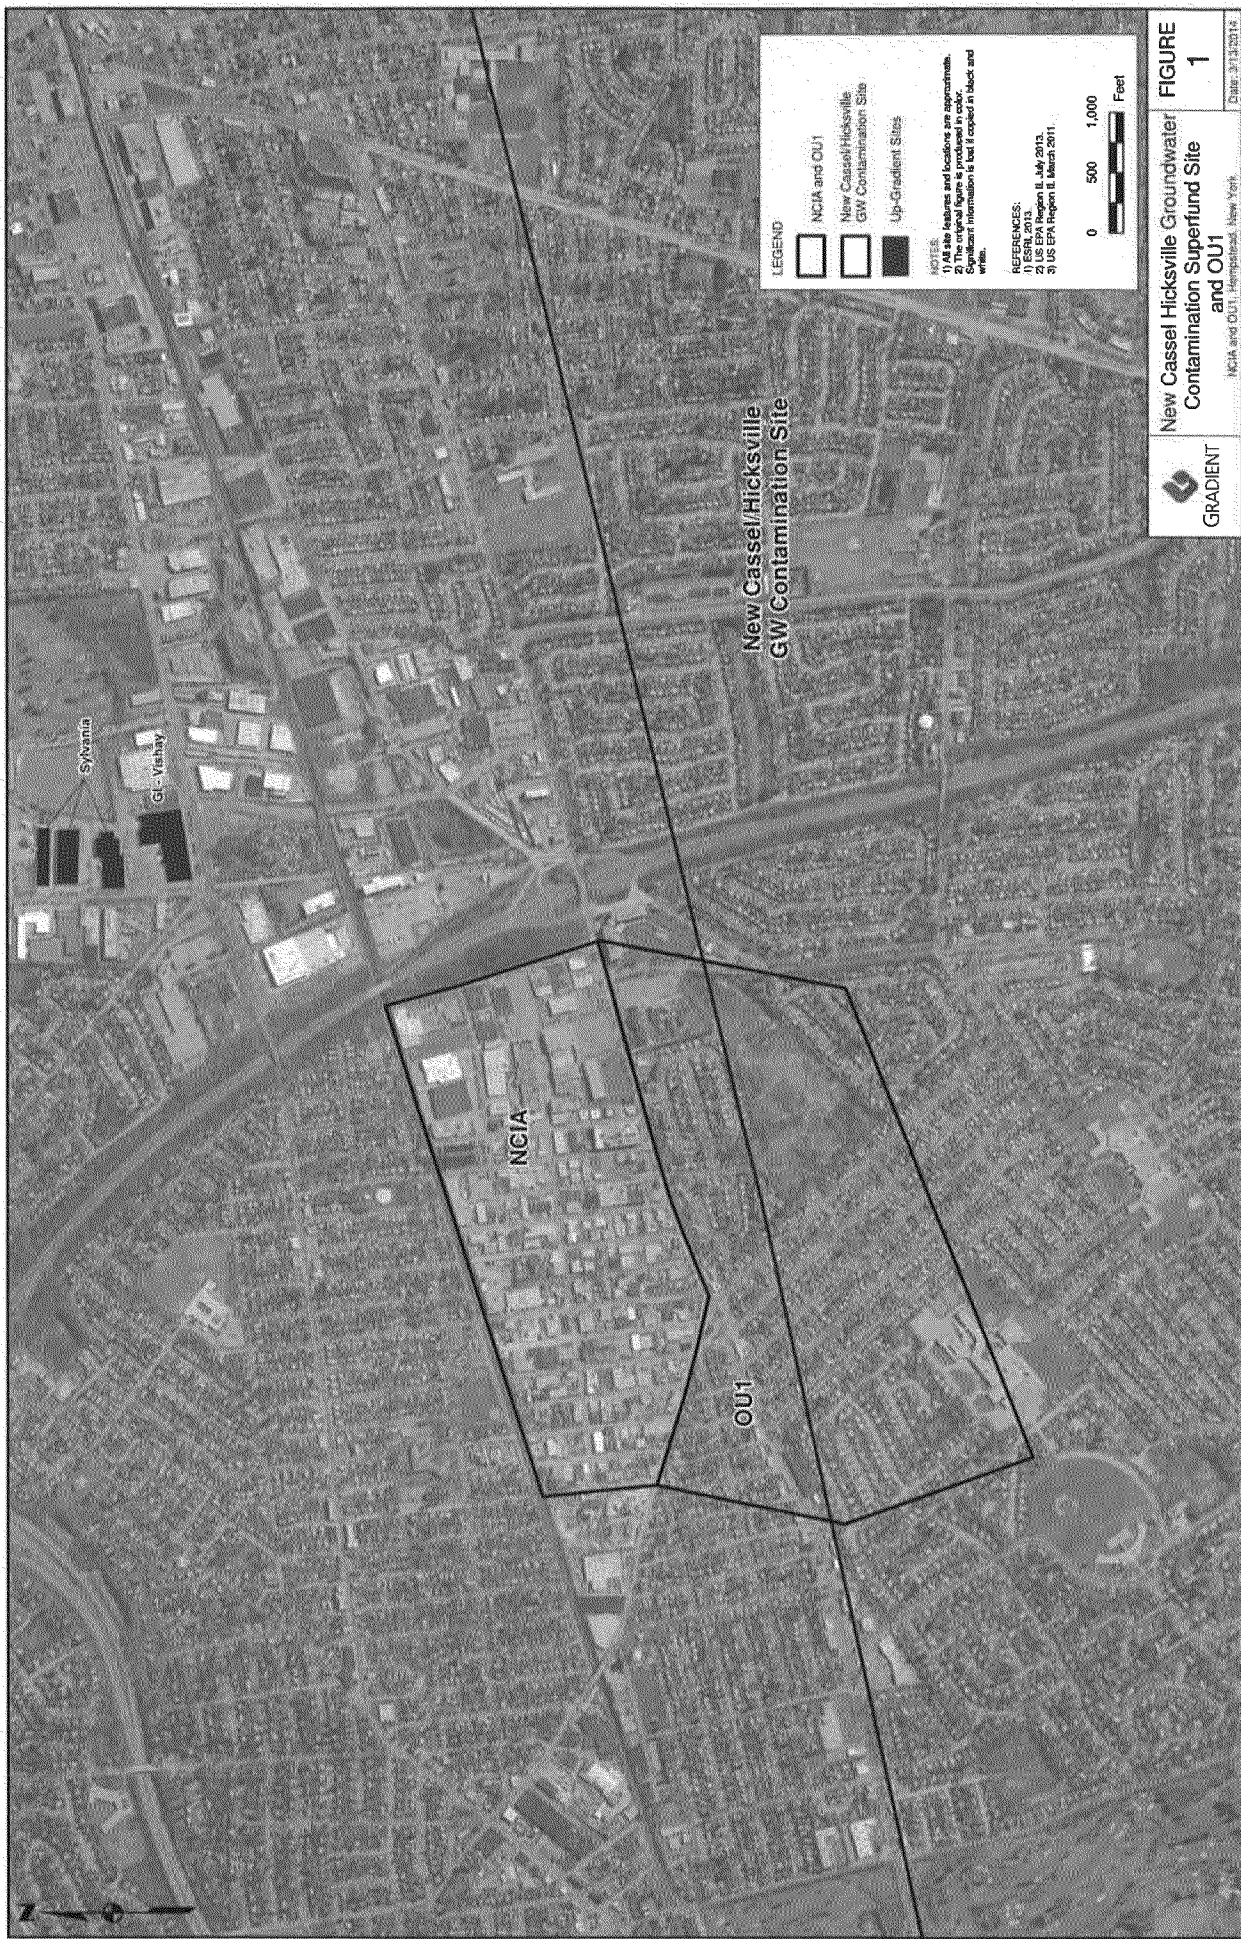 N
Sylvania
GI - Vishay
NCIA
OU1
New Cassel/Hicksville
GW Contamination Site
LEGEND
NCIA and OU1
New Cassel/Hicksville
GW Contamination Site
Up-Gradient Sites
NOTES:
1) All site features and locations are approximate.
2) The original figure is produced in color.
Significant information is lost if copied in black and
white.
REFERENCES:
1) ESRI, 2013.
2) US EPA Region II. July 2013.
3) US EPA Region II. March 2011.
0 500 1,000
Feet
GRADIENT
New Cassel Hicksville Groundwater
Contamination Superfund Site
and OU1
NCIA and OU1, Hempstead, New York
FIGURE
1
Date: 3/13/2014